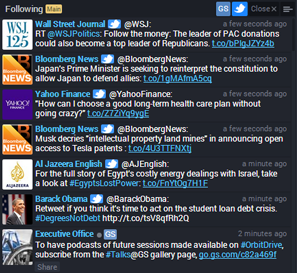 Following Main GS Close ×
WSJ. 125
Wall Street Journal @WSJ: a few seconds ago
RT @WSJPolitics: Follow the money: The leader of PAC donations
could also become a top leader of Republicans. t.co/bPlgJZYz4b
Bloomberg NEWS
Bloomberg News @BloombergNews: a few seconds ago
Japan's Prime Minister is seeking to reinterpret the constitution to
allow Japan to defend allies: t.co/1gMAfmA5cq
YAHOO! FINANCE
Yahoo Finance @YahooFinance: a few seconds ago
"How can I choose a good long-term health care plan without
going crazy?" t.co/Z7ZiYq9ygE
Bloomberg NEWS
Bloomberg News @BloombergNews: a few seconds ago
Musk decries "intellectual property land mines" in announcing open
access to Tesla patents : t.co/4U3TTFNXtj
ALJAZEERA
Al Jazeera English @AJEnglish: a minute ago
For the full story of Egypt's costly energy dealings with Israel, take
a look at #EgyptsLostPower: t.co/FnYtOg7H1F
Barack Obama @BarackObama: a minute ago
Retweet if you think it's time to act on the student loan debt crisis.
#DegreesNotDebt http://t.co/tsV8qfRh2Q
Executive Office GS 2 minutes ago
To have podcasts of future sessions made available on #OrbitDrive,
subscribe from the #Talks@GS gallery page, go.gs.com/c82a469f
Share